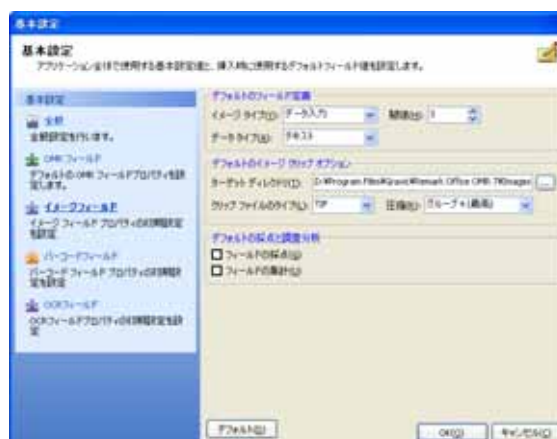 基本設定
基本設定
アプリケーション全体で使用する基本設定値と、挿入時に使用するデフォルトフィールド値を設定します。
基本設定
全般
全般設定を行います。
OMR フィールド
デフォルトの OMR フィールドプロパティを設定します。
イメージフィールド
イメージ フィールド プロパティの初期設定を設定
バーコードフィールド
バーコード フィールド プロパティの初期設定を設定
OCRフィールド
OCRフィールドプロパティの初期設定を設定
デフォルトのフィールド定義
イメージ タイプ(I): データ入力
データ タイプ(A): テキスト
デフォルトのイメージ クリップ オプション
ターゲット ディレクトリ(D): D:¥Program Files¥Gravic¥Remark Office OMR 7¥Images
...
クリップ ファイルのタイプ(L): TIF
圧縮(C): グループ4(最高)
デフォルトの採点と調査分析
フィールドの採点(G)
フィールドの集計(U)
デフォルト(D)
OK(O)
キャンセル(C)